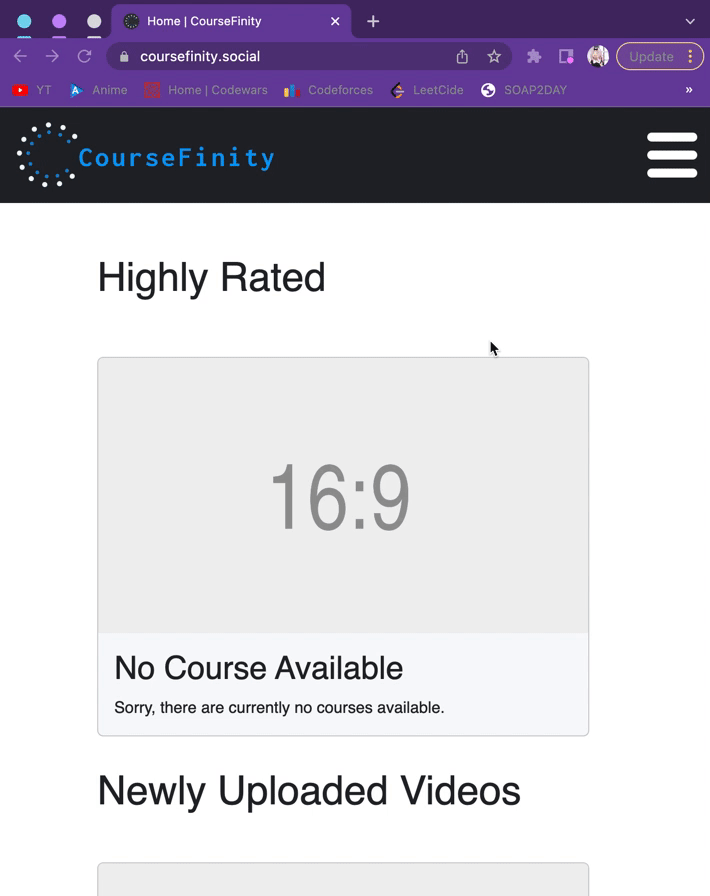 Home | CourseFinity
coursefinity.social
Update
YT
Anime
Home | Codewars
Codeforces
LeetCide
SOAP2DAY
»
CourseFinity
Highly Rated
16:9
No Course Available
Sorry, there are currently no courses available.
Newly Uploaded Videos